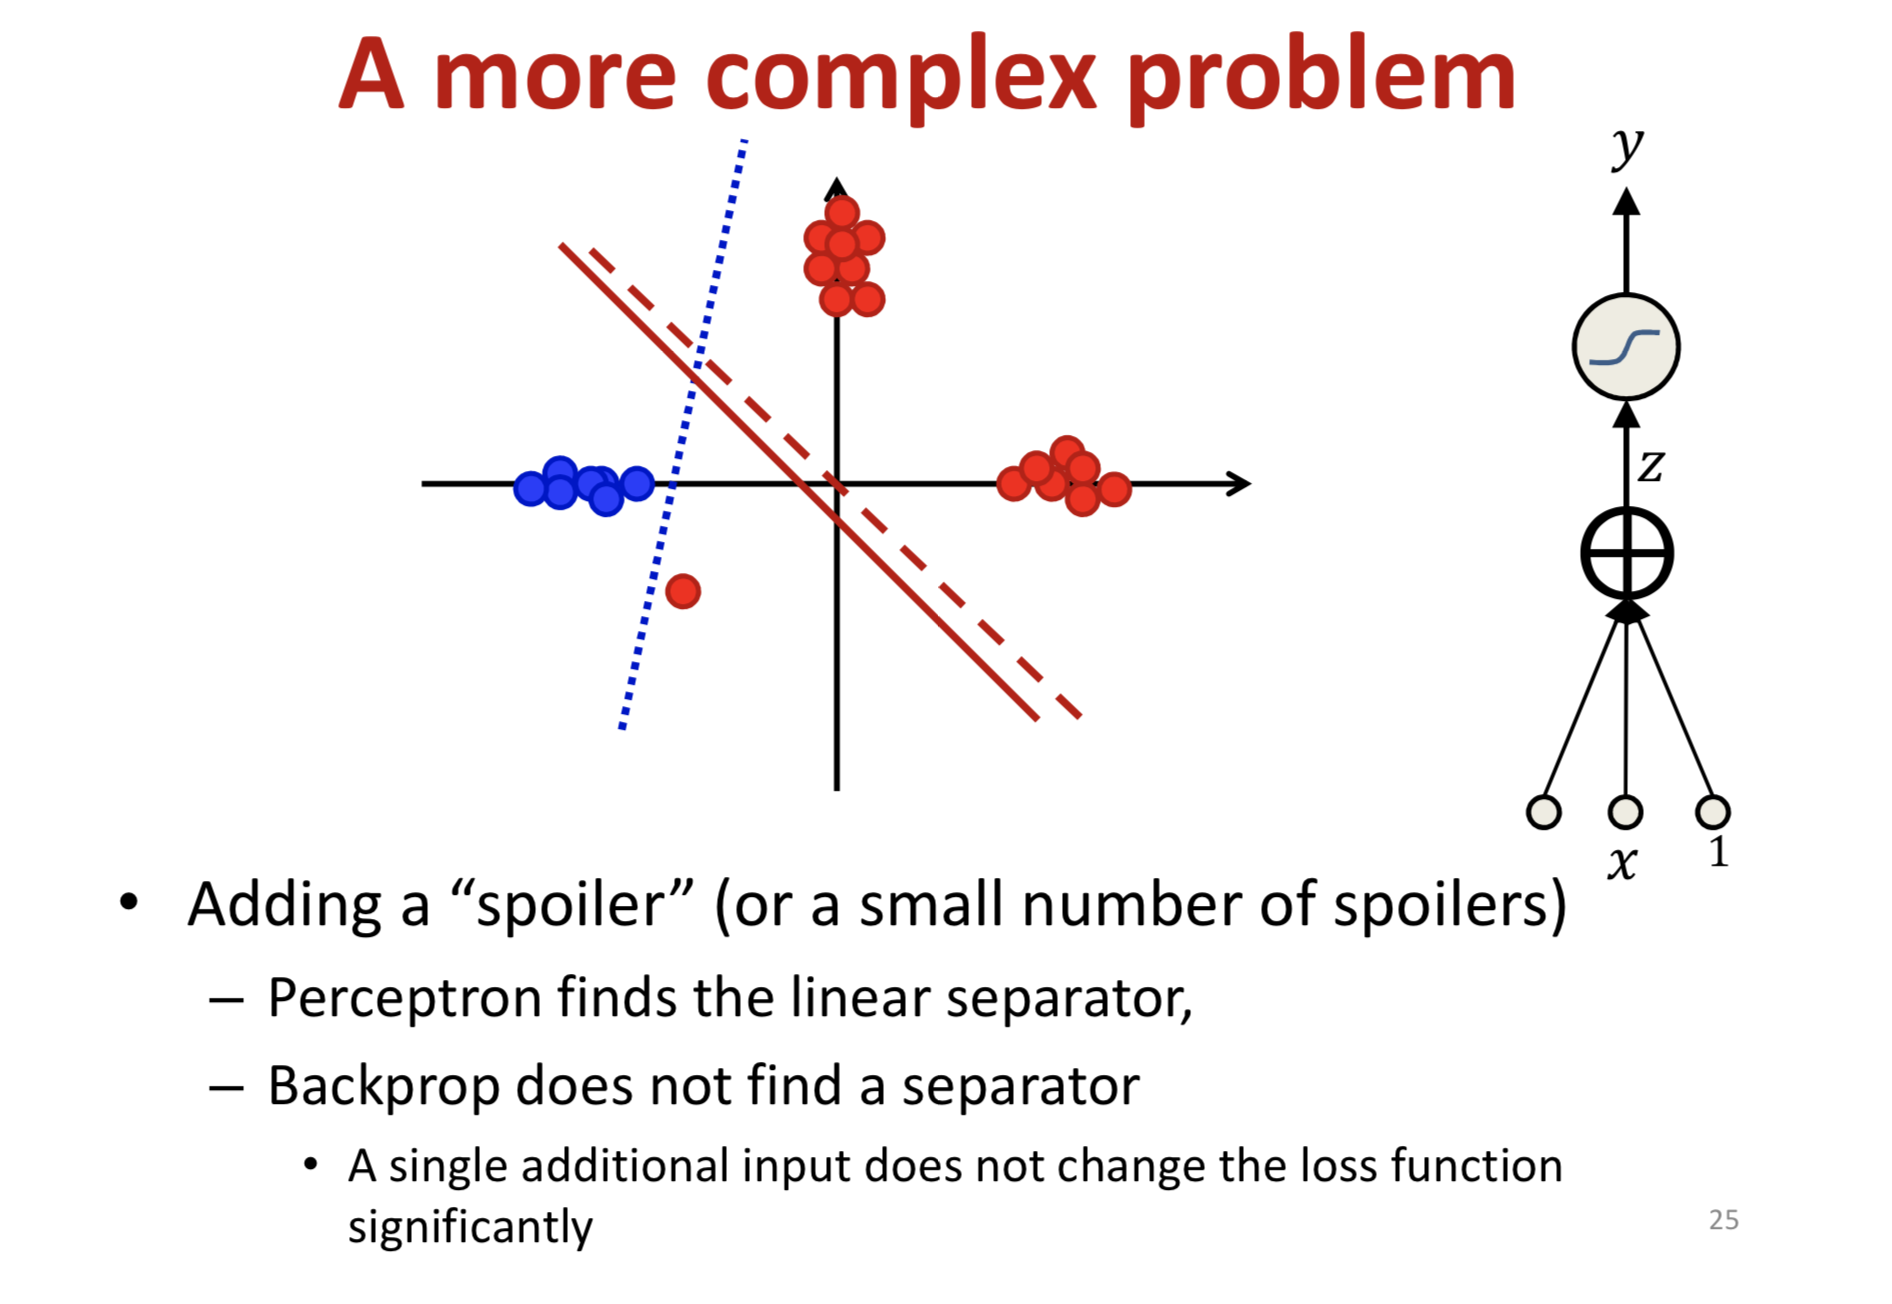 A more complex problem
y
z
x
1
• Adding a “spoiler” (or a small number of spoilers)
– Perceptron finds the linear separator,
– Backprop does not find a separator
• A single additional input does not change the loss function
significantly
25